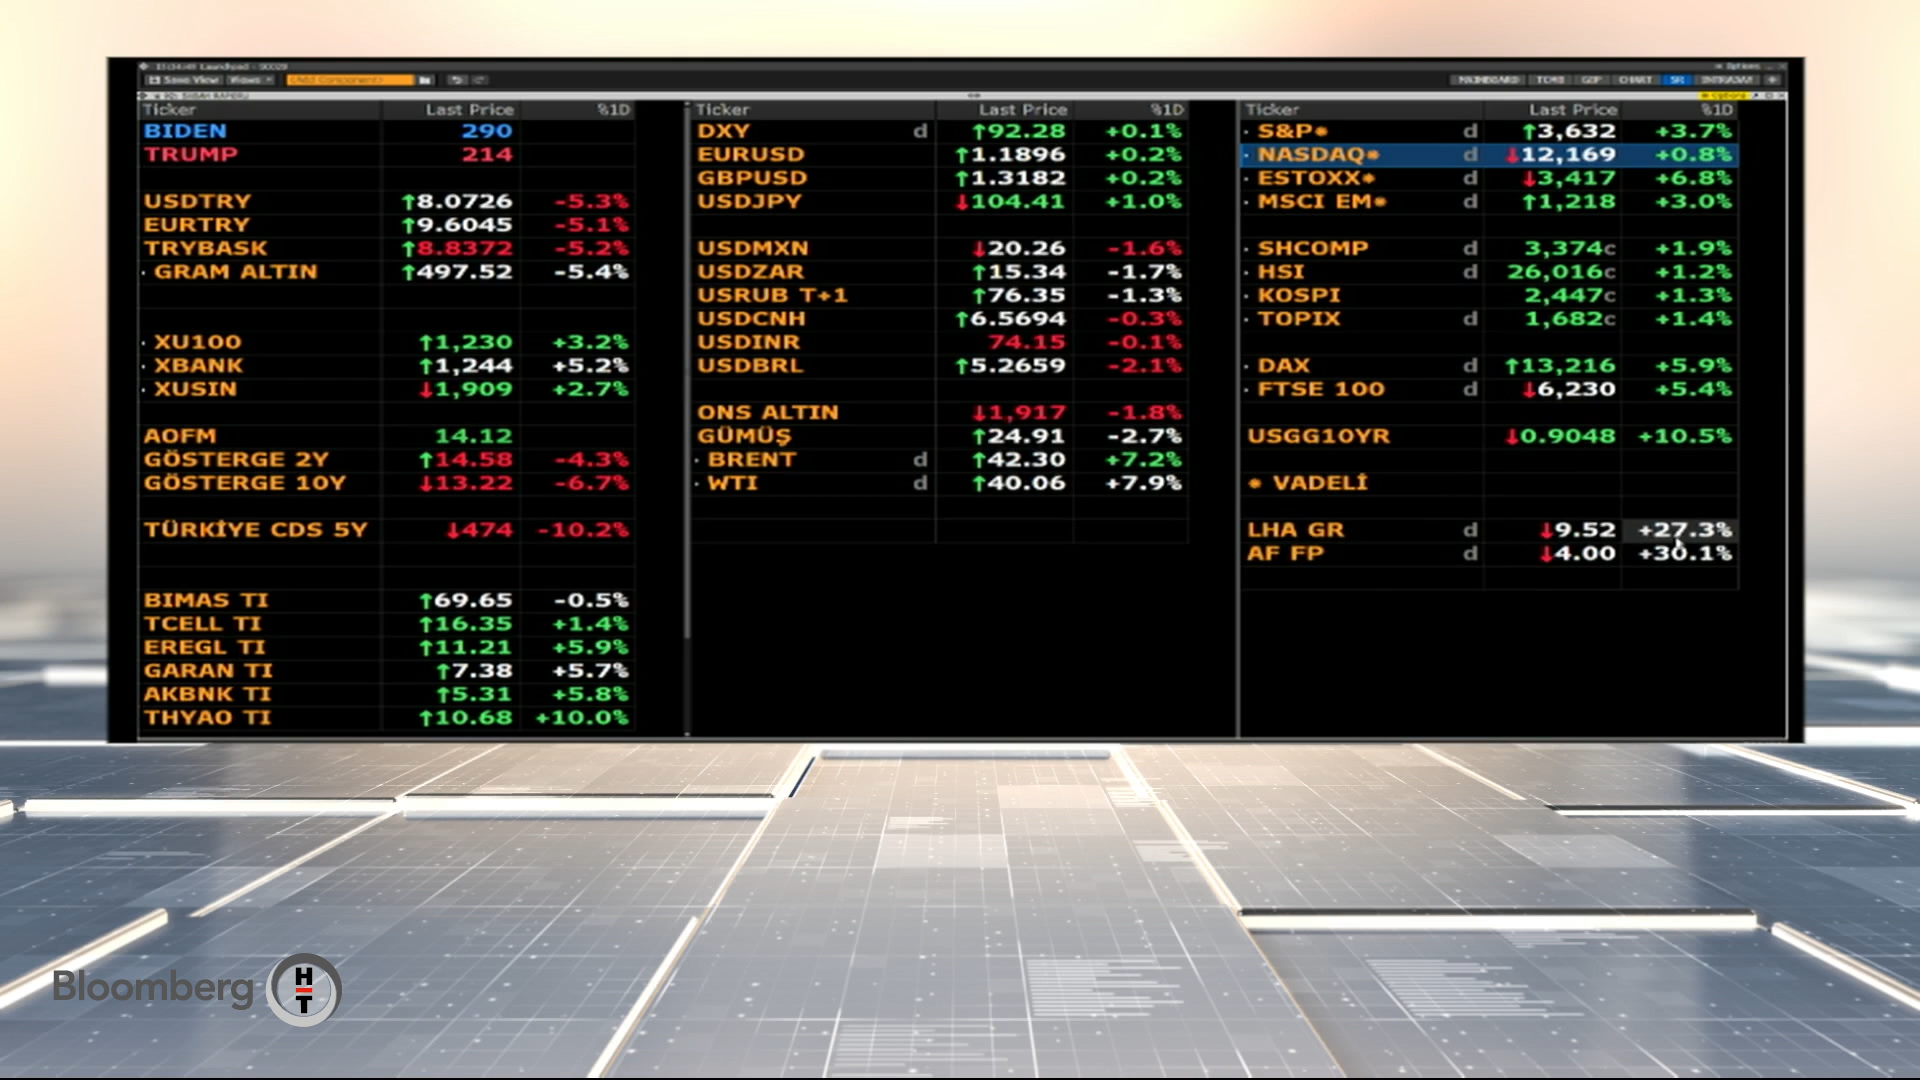 Save View Views
Options
CHART
Ticker Last Price %1D
BIDEN 290
TRUMP 214
USDTRY ↑8.0726 -5.3%
EURTRY ↑9.6045 -5.1%
TRYBASK ↑8.8372 -5.2%
GRAM ALTIN ↑497.52 -5.4%
XU100 ↑1,230 +3.2%
XBANK ↑1,244 +5.2%
XUSIN ↓1,909 +2.7%
AOFM 14.12
GÖSTERGE 2Y ↑14.58 -4.3%
GÖSTERGE 10Y ↓13.22 -6.7%
TÜRKİYE CDS 5Y ↓474 -10.2%
BIMAS TI ↑69.65 -0.5%
TCELL TI ↑16.35 +1.4%
EREGL TI ↑11.21 +5.9%
GARAN TI ↑7.38 +5.7%
AKBNK TI ↑5.31 +5.8%
THYAO TI ↑10.68 +10.0%
Ticker Last Price %1D
DXY d ↑92.28 +0.1%
EURUSD ↑1.1896 +0.2%
GBPUSD ↑1.3182 +0.2%
USDJPY ↓104.41 +1.0%
USDMXN ↓20.26 -1.6%
USDZAR ↑15.34 -1.7%
USRUB T+1 ↑76.35 -1.3%
USDCNH ↑6.5694 -0.3%
USDINR 74.15 -0.1%
USDBRL ↑5.2659 -2.1%
ONS ALTIN ↓1,917 -1.8%
GÜMÜŞ ↑24.91 -2.7%
BRENT d ↑42.30 +7.2%
WTI d ↑40.06 +7.9%
Ticker Last Price %1D
S&P* d ↑3,632 +3.7%
NASDAQ* d ↓12,169 +0.8%
ESTOXX* d ↓3,417 +6.8%
MSCI EM* d ↑1,218 +3.0%
SHCOMP d 3,374c +1.9%
HSI d 26,016c +1.2%
KOSPI 2,447c +1.3%
TOPIX d 1,682c +1.4%
DAX d ↑13,216 +5.9%
FTSE 100 d ↓6,230 +5.4%
USGG10YR ↓0.9048 +10.5%
* VADELİ
LHA GR d ↓9.52 +27.3%
AF FP d ↓4.00 +30.1%
Bloomberg HT